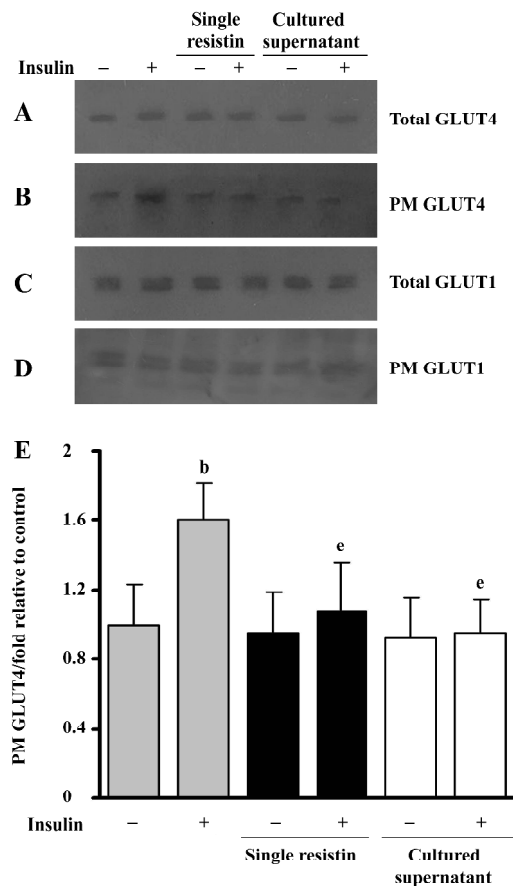 Single resistin
Cultured supernatant
Insulin – + – + – +
A Total GLUT4
B PM GLUT4
C Total GLUT1
D PM GLUT1
E
PM GLUT4/fold relative to control
2
1.6
1.2
0.8
0.4
0
b
e
e
Insulin – + – + – +
Single resistin
Cultured supernatant